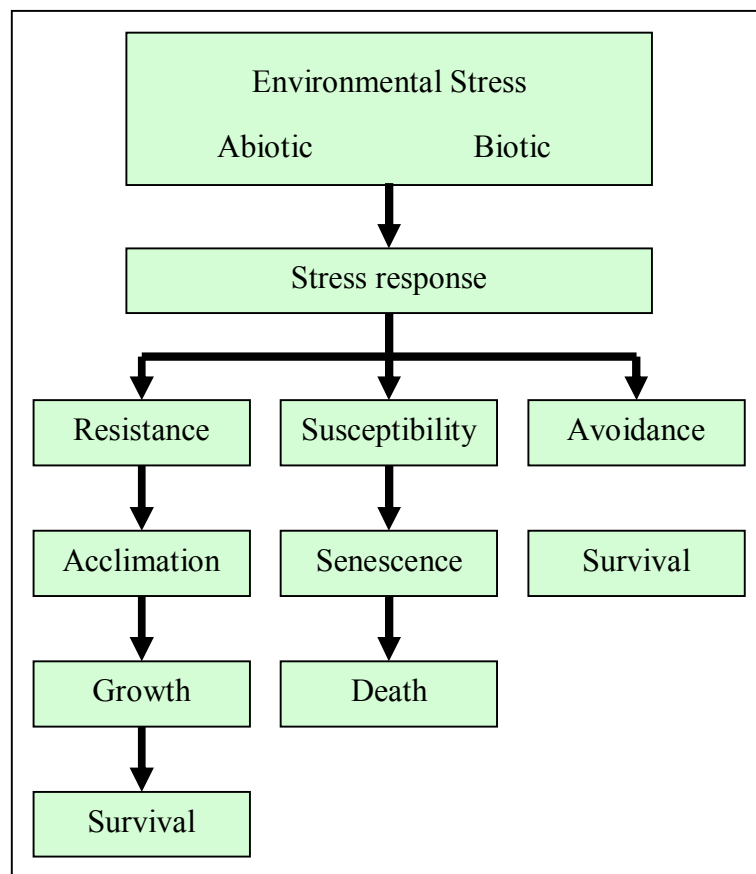 Environmental Stress
Abiotic Biotic
Stress response
Resistance Susceptibility Avoidance
Acclimation Senescence Survival
Growth Death
Survival